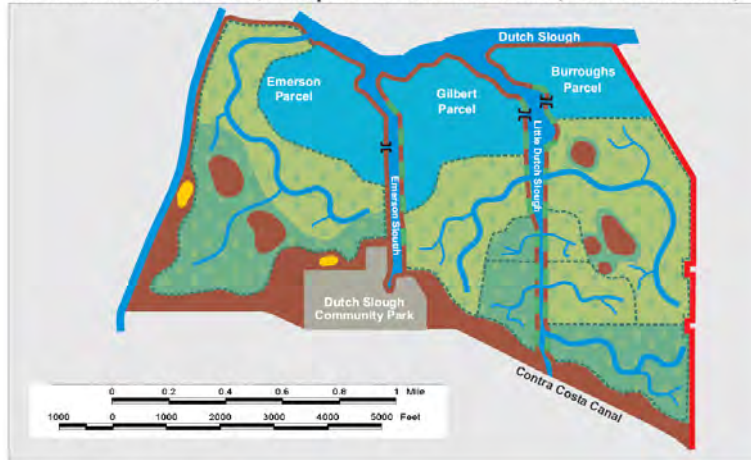 Dutch Slough
Emerson
Parcel
Gilbert
Parcel
Burroughs
Parcel
Emerson Slough
Little Dutch Slough
Dutch Slough
Community Park
Contra Costa Canal
0 0.2 0.4 0.6 0.8 1 Mile
1000 0 1000 2000 3000 4000 5000 Feet